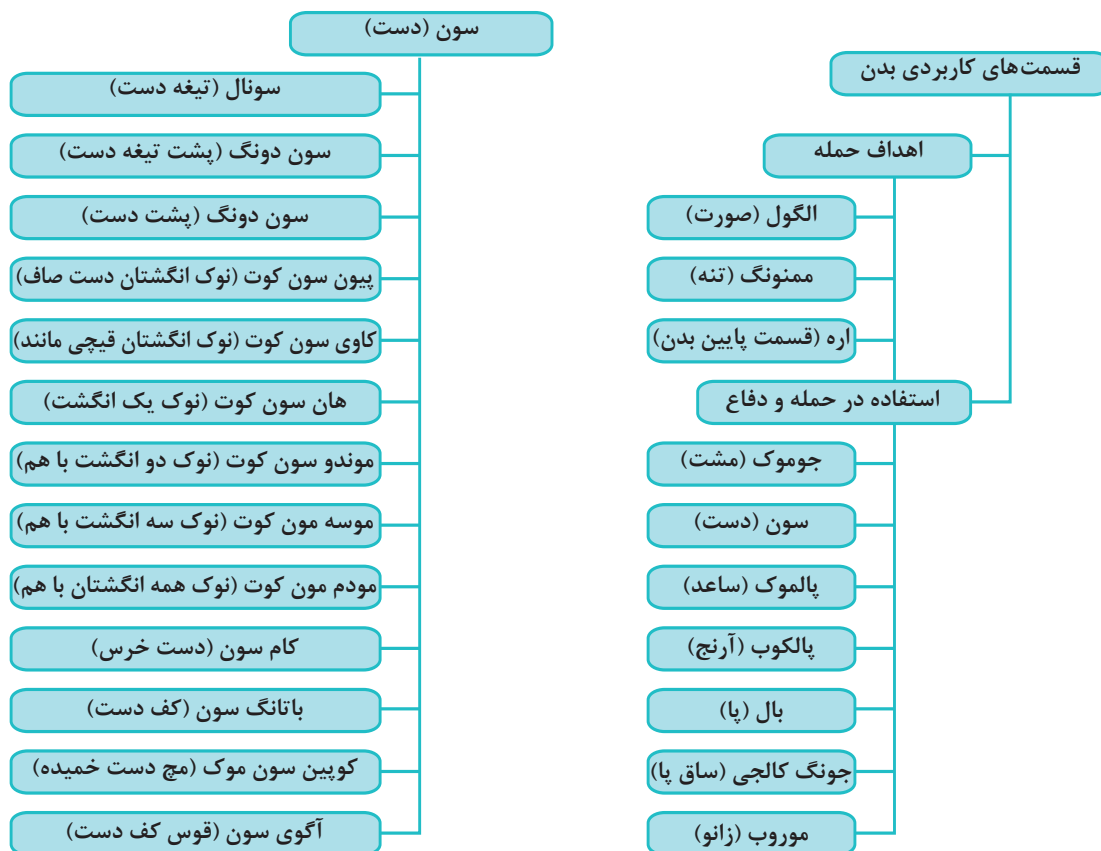 قسمت‌های کاربردی بدن
اهداف حمله
الگول (صورت)
ممنونگ (تنه)
اره (قسمت پایین بدن)
استفاده در حمله و دفاع
جوموک (مشت)
سون (دست)
پالموک (ساعد)
پالکوب (آرنج)
بال (پا)
جونگ کالجی (ساق پا)
موروب (زانو)
سون (دست)
سونال (تیغه دست)
سون دونگ (پشت تیغه دست)
سون دونگ (پشت دست)
پیون سون کوت (نوک انگشتان دست صاف)
کاوی سون کوت (نوک انگشتان قیچی مانند)
هان سون کوت (نوک یک انگشت)
موندو سون کوت (نوک دو انگشت با هم)
موسه مون کوت (نوک سه انگشت با هم)
مودم مون کوت (نوک همه انگشتان با هم)
کام سون (دست خرس)
باتانگ سون (کف دست)
کوپین سون موک (مچ دست خمیده)
آگوی سون (قوس کف دست)